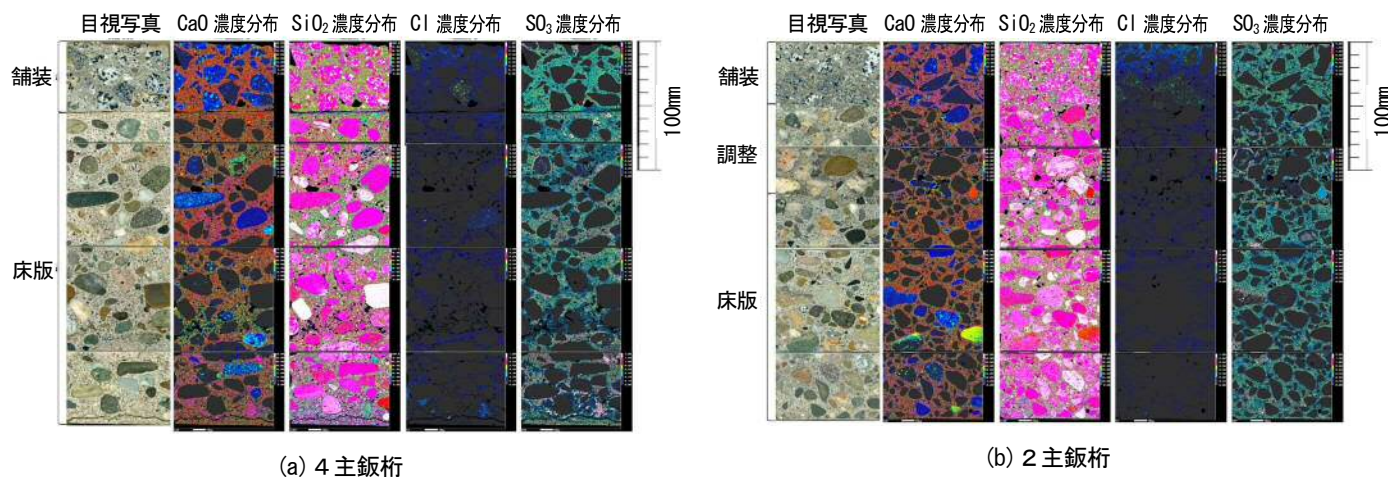 目視写真 CaO 濃度分布 SiO₂ 濃度分布 Cl 濃度分布 SO₃ 濃度分布
舗装
床版
100mm
(a) 4主鈑桁
目視写真 CaO 濃度分布 SiO₂ 濃度分布 Cl 濃度分布 SO₃ 濃度分布
舗装
調整
床版
100mm
(b) 2主鈑桁